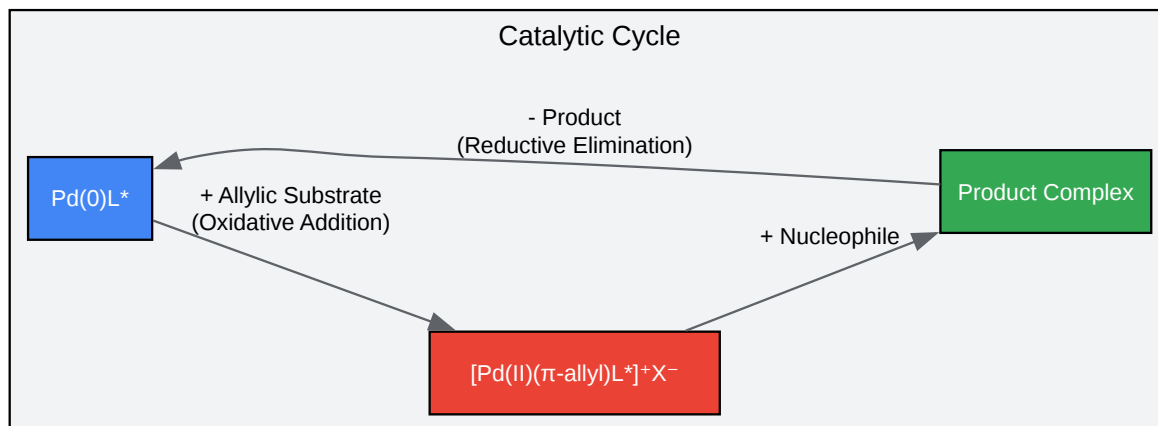 Catalytic Cycle
- Product
(Reductive Elimination)
Pd(0)L*
+ Allylic Substrate
(Oxidative Addition)
Product Complex
+ Nucleophile
[Pd(II)(π-allyl)L*]⁺X⁻